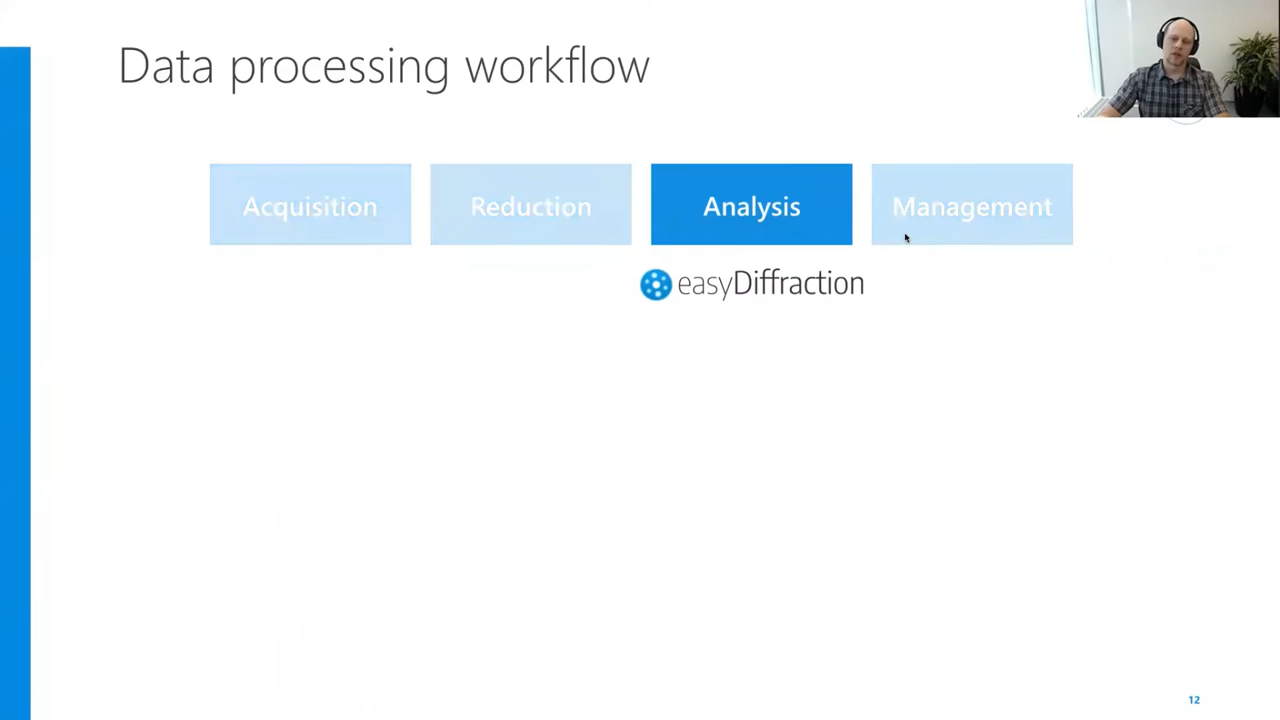 Data processing workflow
Acquisition
Reduction
Analysis
Management
easyDiffraction
12